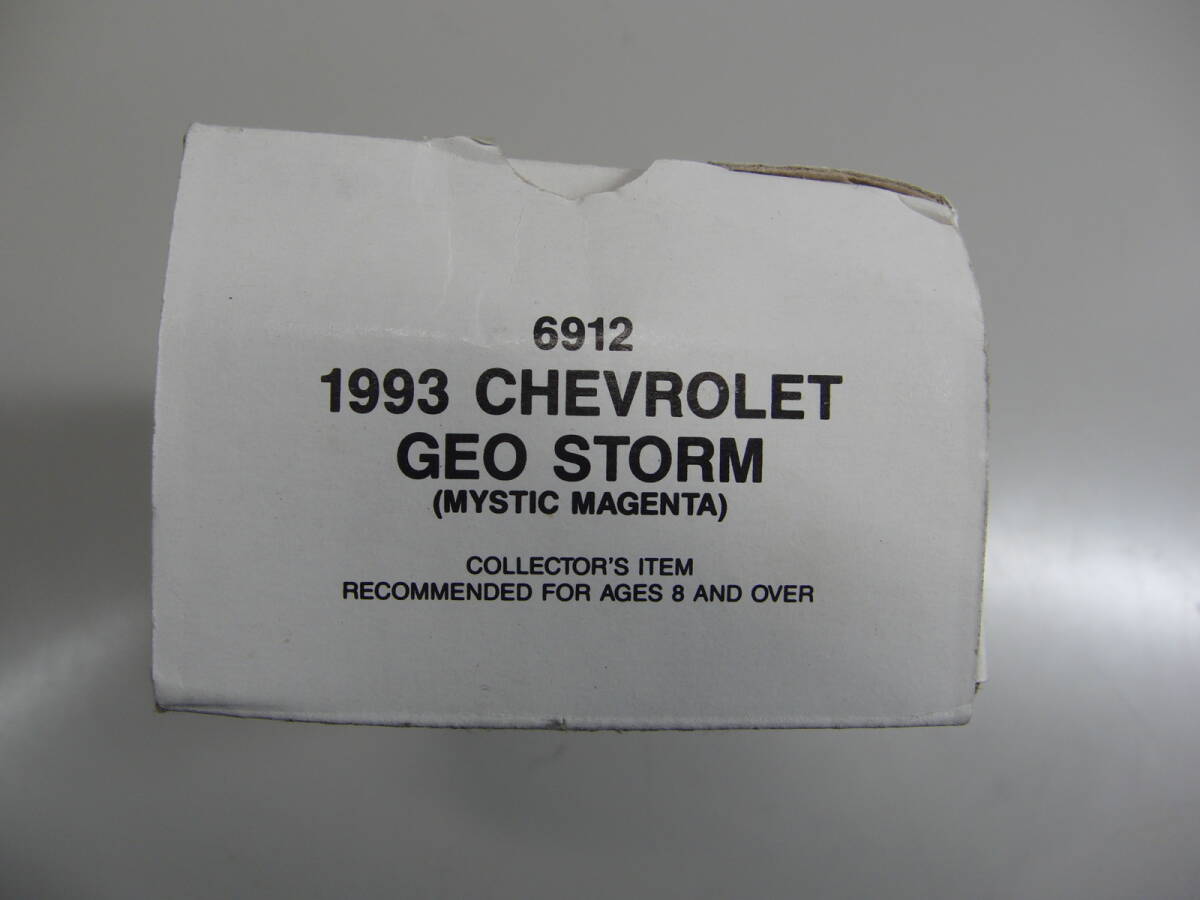 6912
1993 CHEVROLET
GEO STORM
(MYSTIC MAGENTA)
COLLECTOR'S ITEM
RECOMMENDED FOR AGES 8 AND OVER